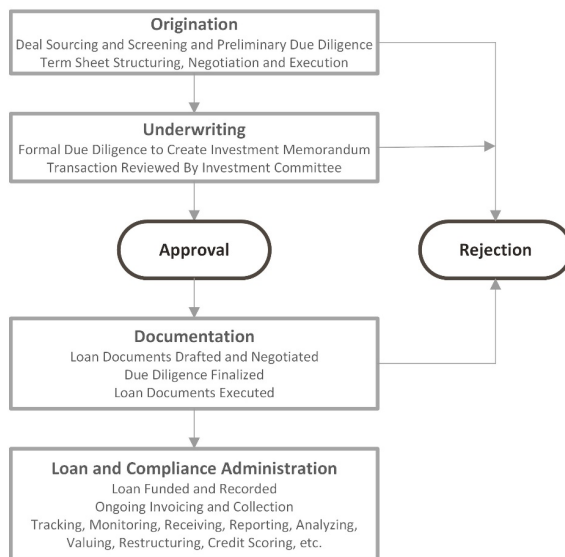 Origination
Deal Sourcing and Screening and Preliminary Due Diligence
Term Sheet Structuring, Negotiation and Execution
Underwriting
Formal Due Diligence to Create Investment Memorandum
Transaction Reviewed By Investment Committee
Approval
Rejection
Documentation
Loan Documents Drafted and Negotiated
Due Diligence Finalized
Loan Documents Executed
Loan and Compliance Administration
Loan Funded and Recorded
Ongoing Invoicing and Collection
Tracking, Monitoring, Receiving, Reporting, Analyzing,
Valuing, Restructuring, Credit Scoring, etc.